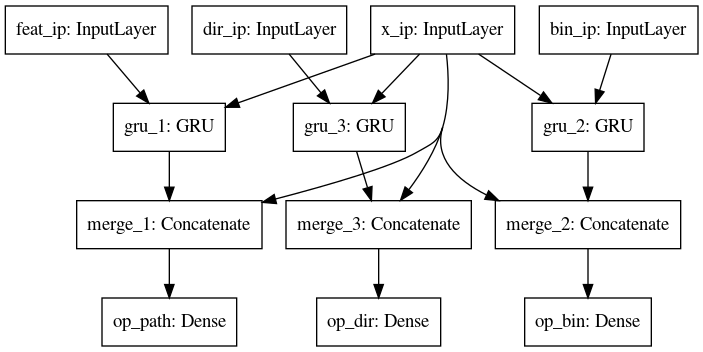 feat_ip: InputLayer
dir_ip: InputLayer
x_ip: InputLayer
bin_ip: InputLayer
gru_1: GRU
gru_3: GRU
gru_2: GRU
merge_1: Concatenate
merge_3: Concatenate
merge_2: Concatenate
op_path: Dense
op_dir: Dense
op_bin: Dense